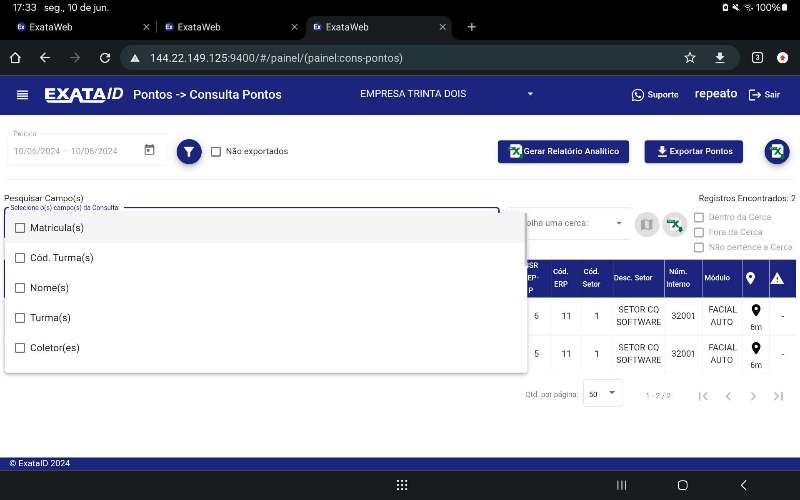 17:33 seg., 10 de jun. 100%
ExataWeb
ExataWeb
ExataWeb
144.22.149.125:9400/#/painel/(painel:cons-pontos)
3
EXATAID
Pontos -> Consulta Pontos
EMPRESA TRINTA DOIS
Suporte
repeato
Sair
Período
10/06/2024 – 10/06/2024
Não exportados
Gerar Relatório Analítico
Exportar Pontos
Pesquisar Campo(s)
Registros Encontrados: 2
Selecione o(s) campo(s) da Consulta:
Matrícula(s)
Cód. Turma(s)
Nome(s)
Turma(s)
Coletor(es)
olha uma cerca:
Dentro da Cerca
Fora da Cerca
Não pertence a Cerca
Cód. ERP
Cód. Setor
Desc. Setor
Núm. Interno
Módulo
6 11 1 SETOR CQ SOFTWARE 32001 FACIAL AUTO 6m -
5 11 1 SETOR CQ SOFTWARE 32001 FACIAL AUTO 6m -
Qtd. por página: 50 1 - 2 / 2
© ExataID 2024